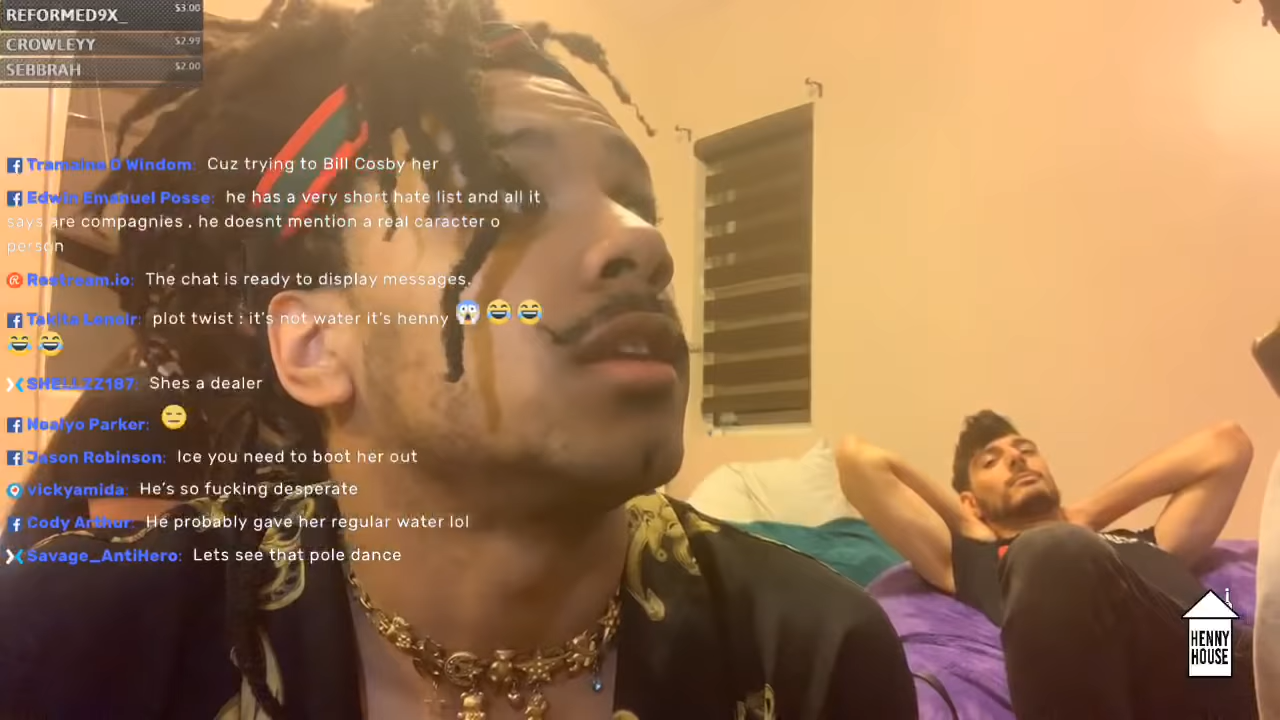 REFORMED9X_ $3.00
CROWLEYY $2.99
SEBBRAH $2.00
Tramaine D Windom: Cuz trying to Bill Cosby her
Edwin Emanuel Posse: he has a very short hate list and all it
says are compagnies , he doesnt mention a real caracter o
person
Restream.io: The chat is ready to display messages.
Takita Lenoir: plot twist : it's not water it's henny 😱😂😂
😂😂
SHELLZZ187: Shes a dealer
Noalyo Parker: 😑
Jason Robinson: Ice you need to boot her out
vickyamida: He's so fucking desperate
Cody Arthur: He probably gave her regular water lol
Savage_AntiHero: Lets see that pole dance
HENNY
HOUSE